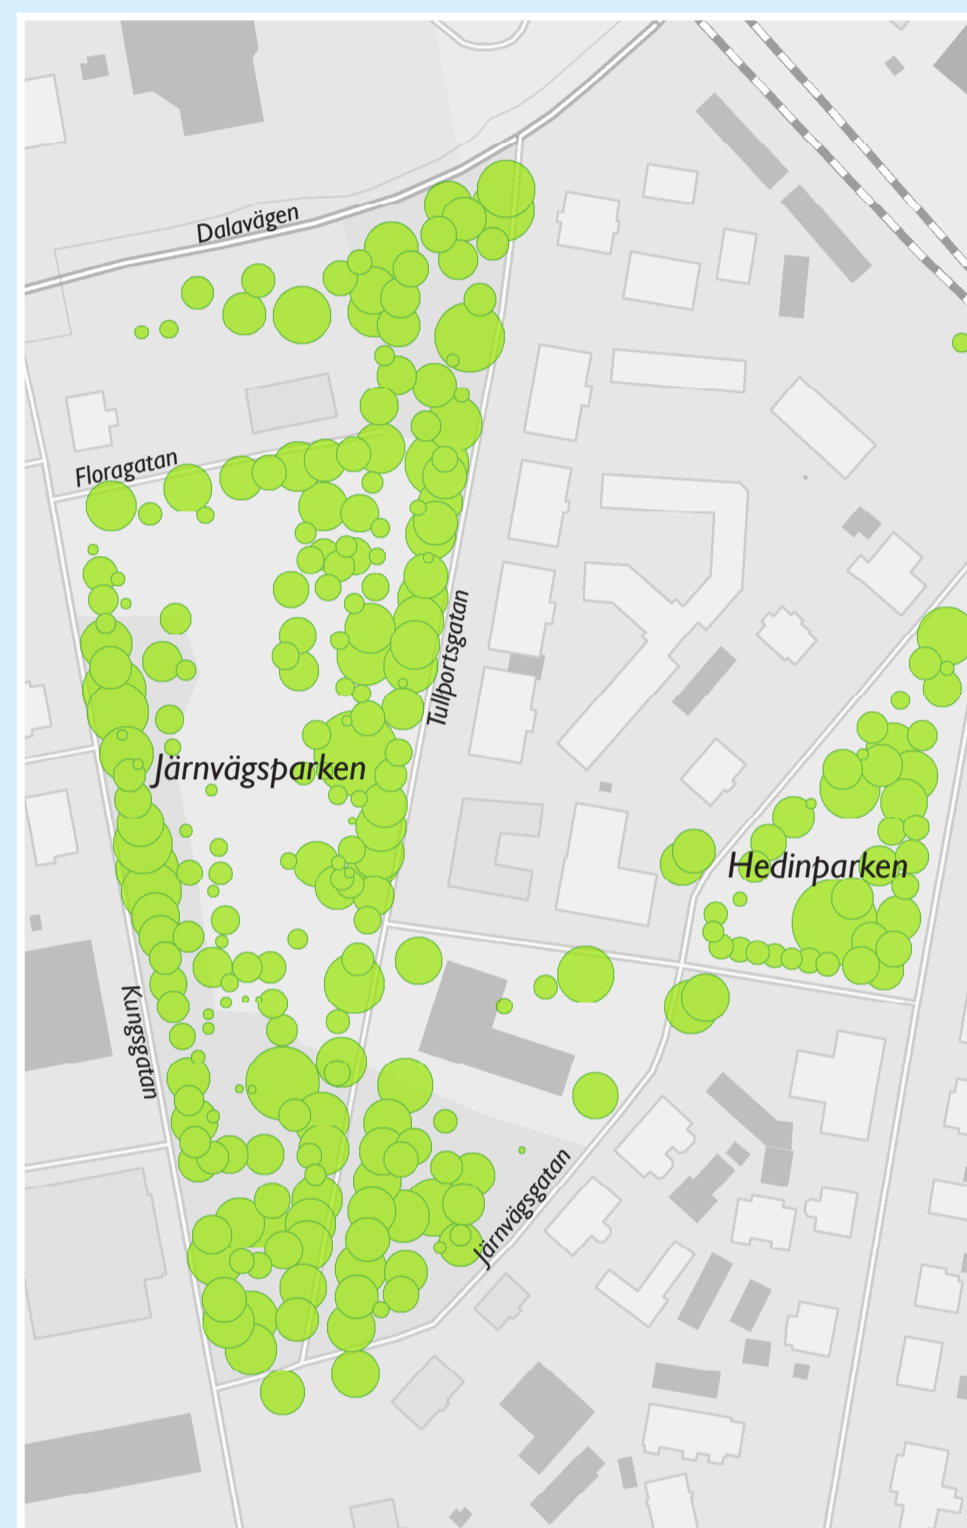 Dalavägen
Floragatan
Tullportsgatan
Järnvägsparken
Hedinparken
Kungsgatan
Järnvägsgatan